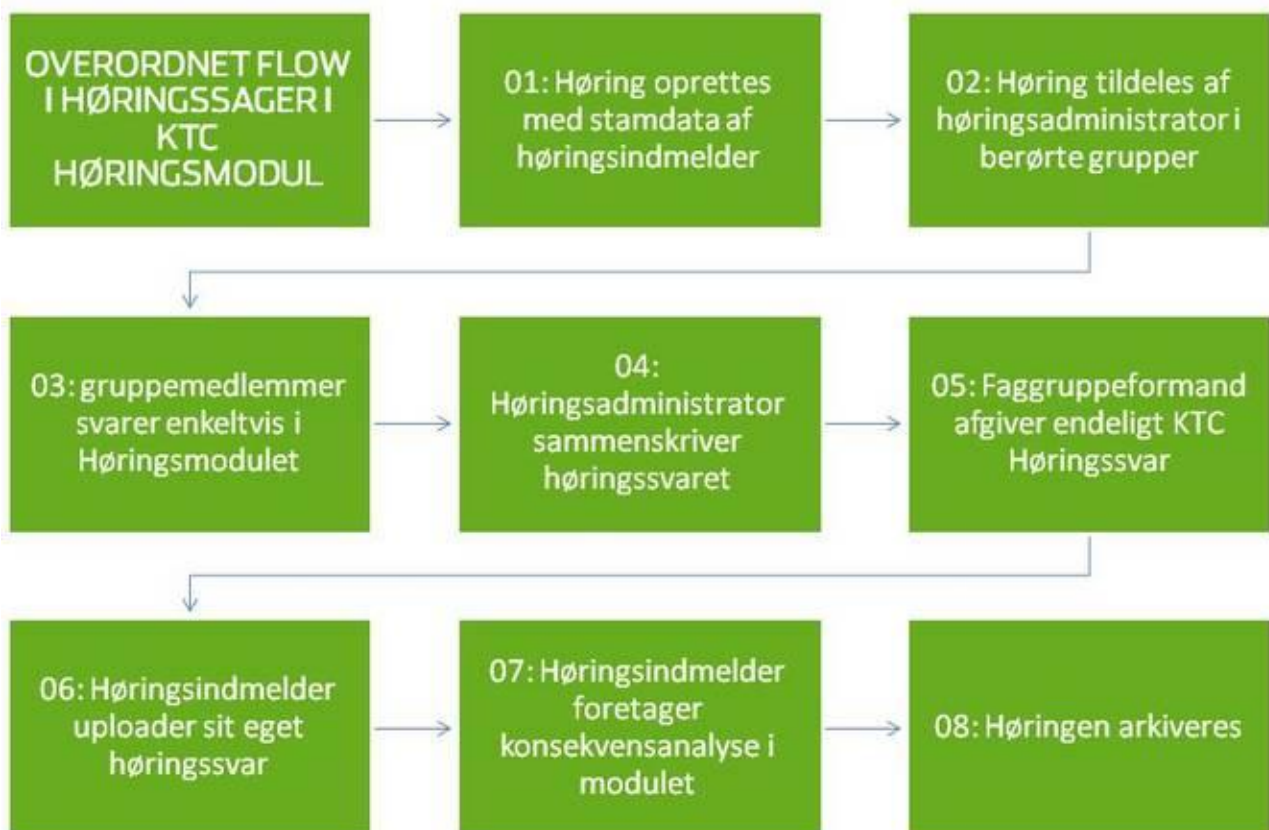 OVERORDNET FLOW
I HØRINGSSAGER I
KTC
HØRINGSMODUL
01: Høring oprettes
med stamdata af
høringsindmelder
02: Høring tildeles af
høringsadministrator i
berørte grupper
03: gruppemedlemmer
svarer enkeltvis i
Høringsmodulet
04:
Høringsadministrator
sammenskriver
høringssvaret
05: Faggruppeformand
afgiver endeligt KTC
Høringssvar
06: Høringsindmelder
uploader sit eget
høringssvar
07: Høringsindmelder
foretager
konsekvensanalyse i
modulet
08: Høringen arkiveres